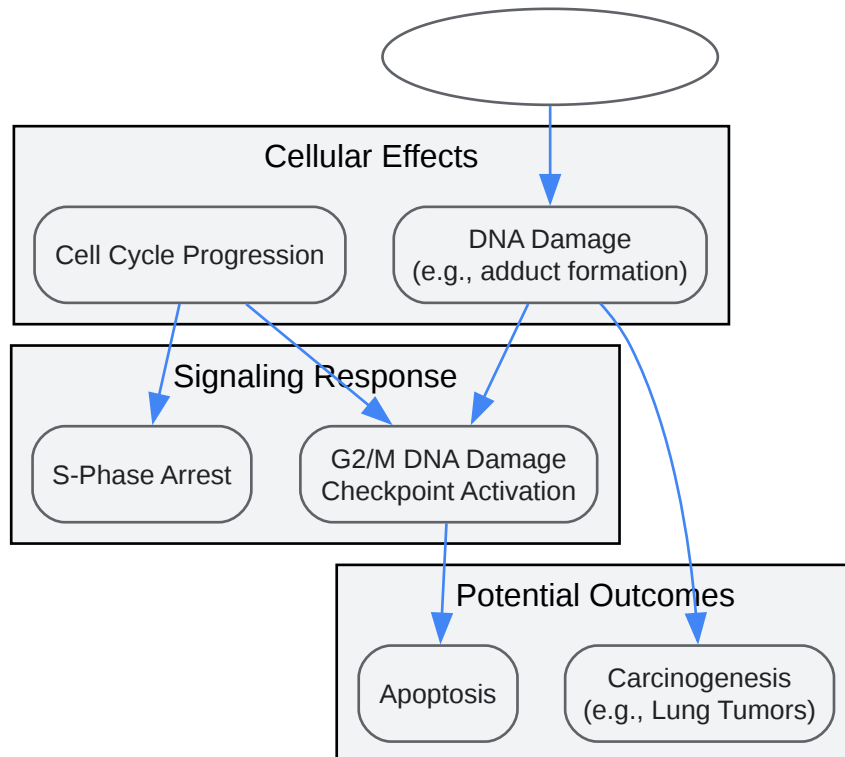 Cellular Effects
Cell Cycle Progression
DNA Damage
(e.g., adduct formation)
Signaling Response
S-Phase Arrest
G2/M DNA Damage
Checkpoint Activation
Potential Outcomes
Apoptosis
Carcinogenesis
(e.g., Lung Tumors)